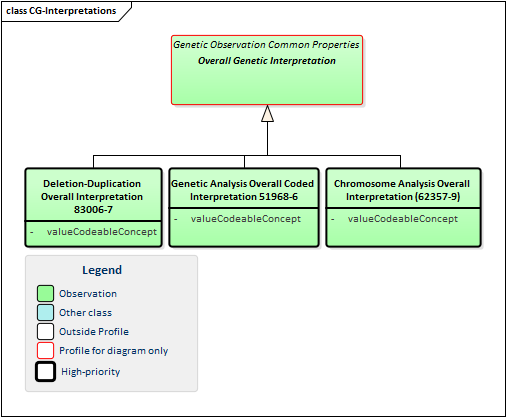 class CG-Interpretations
Genetic Observation Common Properties
Overall Genetic Interpretation
Deletion-Duplication
Overall Interpretation
83006-7
- valueCodeableConcept
Genetic Analysis Overall Coded
Interpretation 51968-6
- valueCodeableConcept
Chromosome Analysis Overall
Interpretation (62357-9)
- valueCodeableConcept
Legend
Observation
Other class
Outside Profile
Profile for diagram only
High-priority